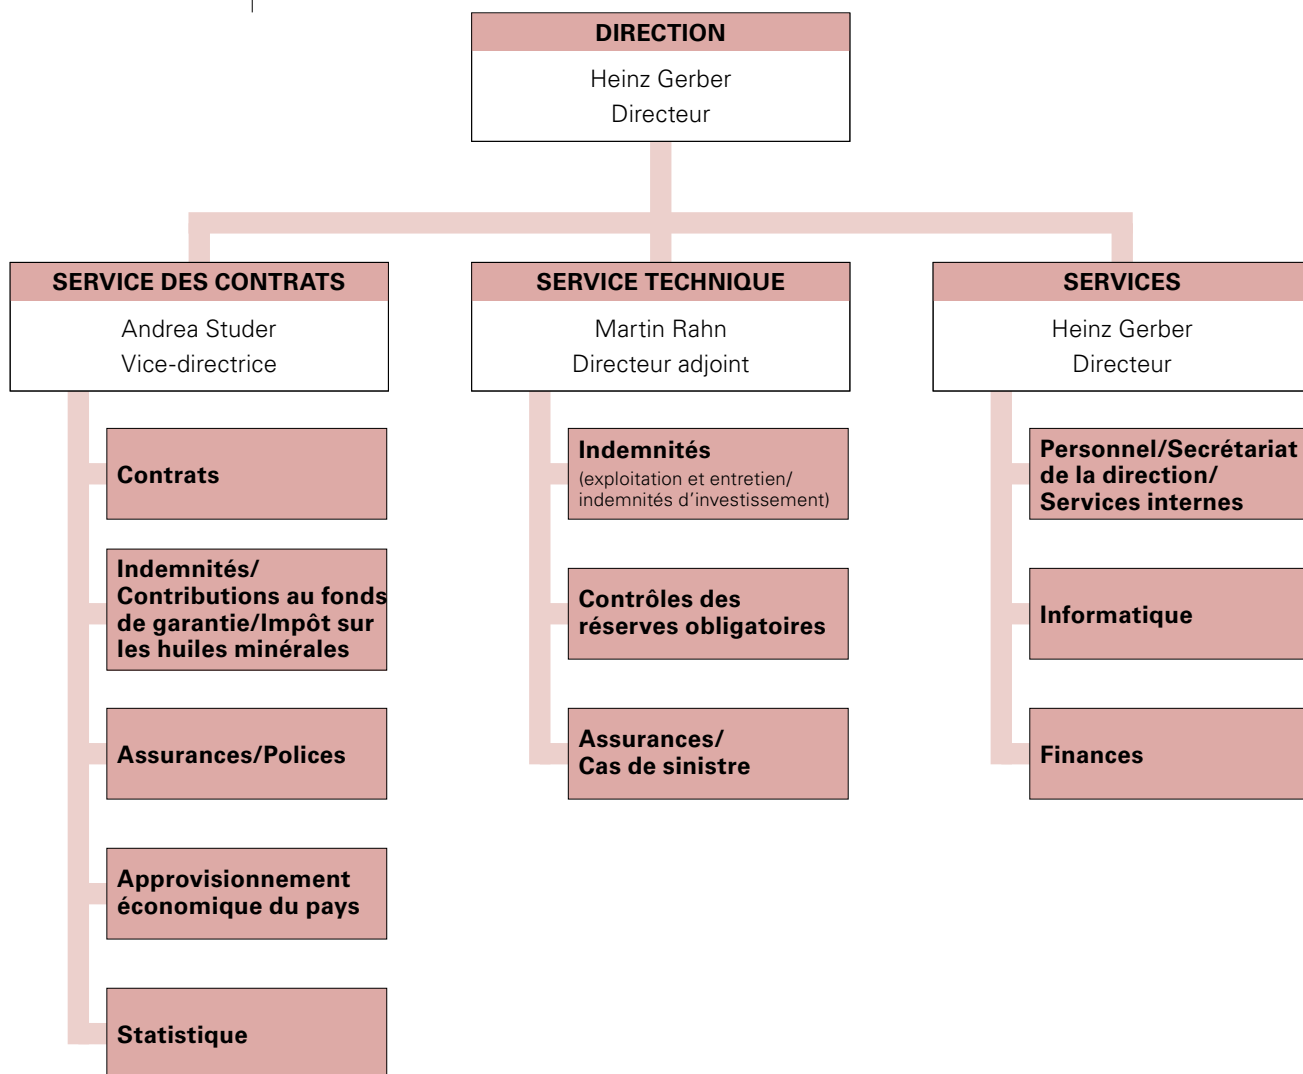 DIRECTION
Heinz Gerber
Directeur
SERVICE DES CONTRATS
Andrea Studer
Vice-directrice
Contrats
Indemnités/
Contributions au fonds
de garantie/Impôt sur
les huiles minérales
Assurances/Polices
Approvisionnement
économique du pays
Statistique
SERVICE TECHNIQUE
Martin Rahn
Directeur adjoint
Indemnités
(exploitation et entretien/
indemnités d’investissement)
Contrôles des
réserves obligatoires
Assurances/
Cas de sinistre
SERVICES
Heinz Gerber
Directeur
Personnel/Secrétariat
de la direction/
Services internes
Informatique
Finances